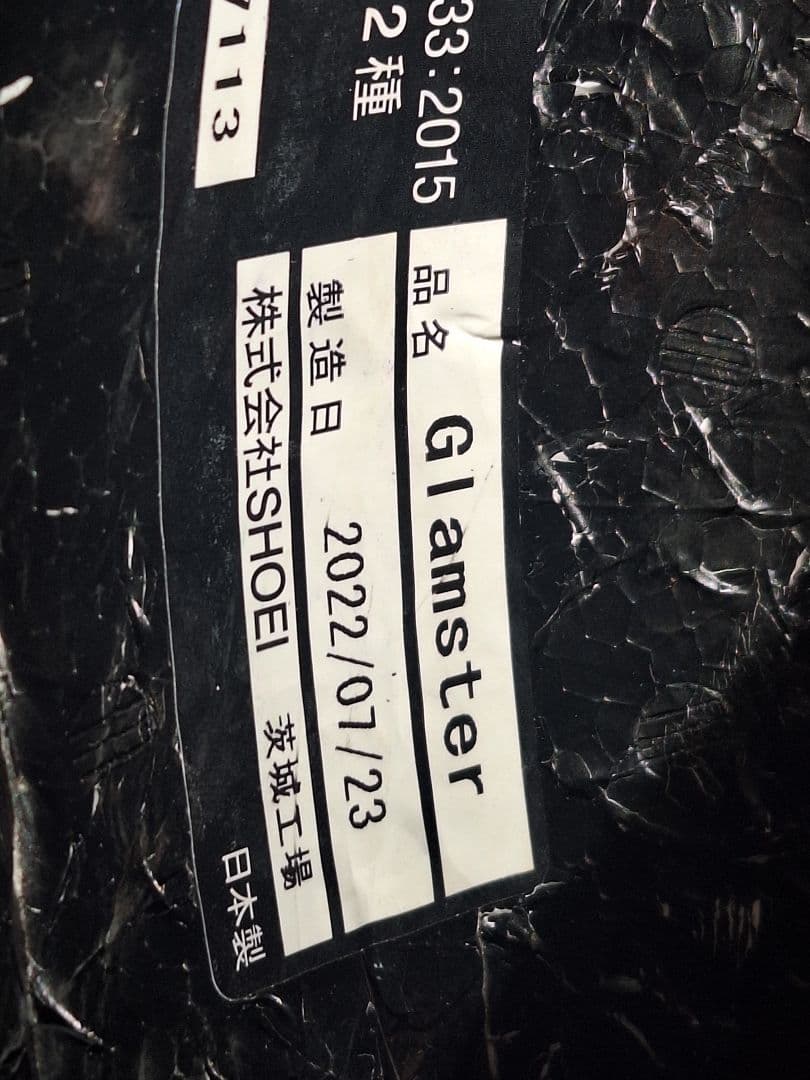 33:2015
2種
7113
品名 Glamster
製造日 2022/07/23
株式会社SHOEI 茨城工場
日本製